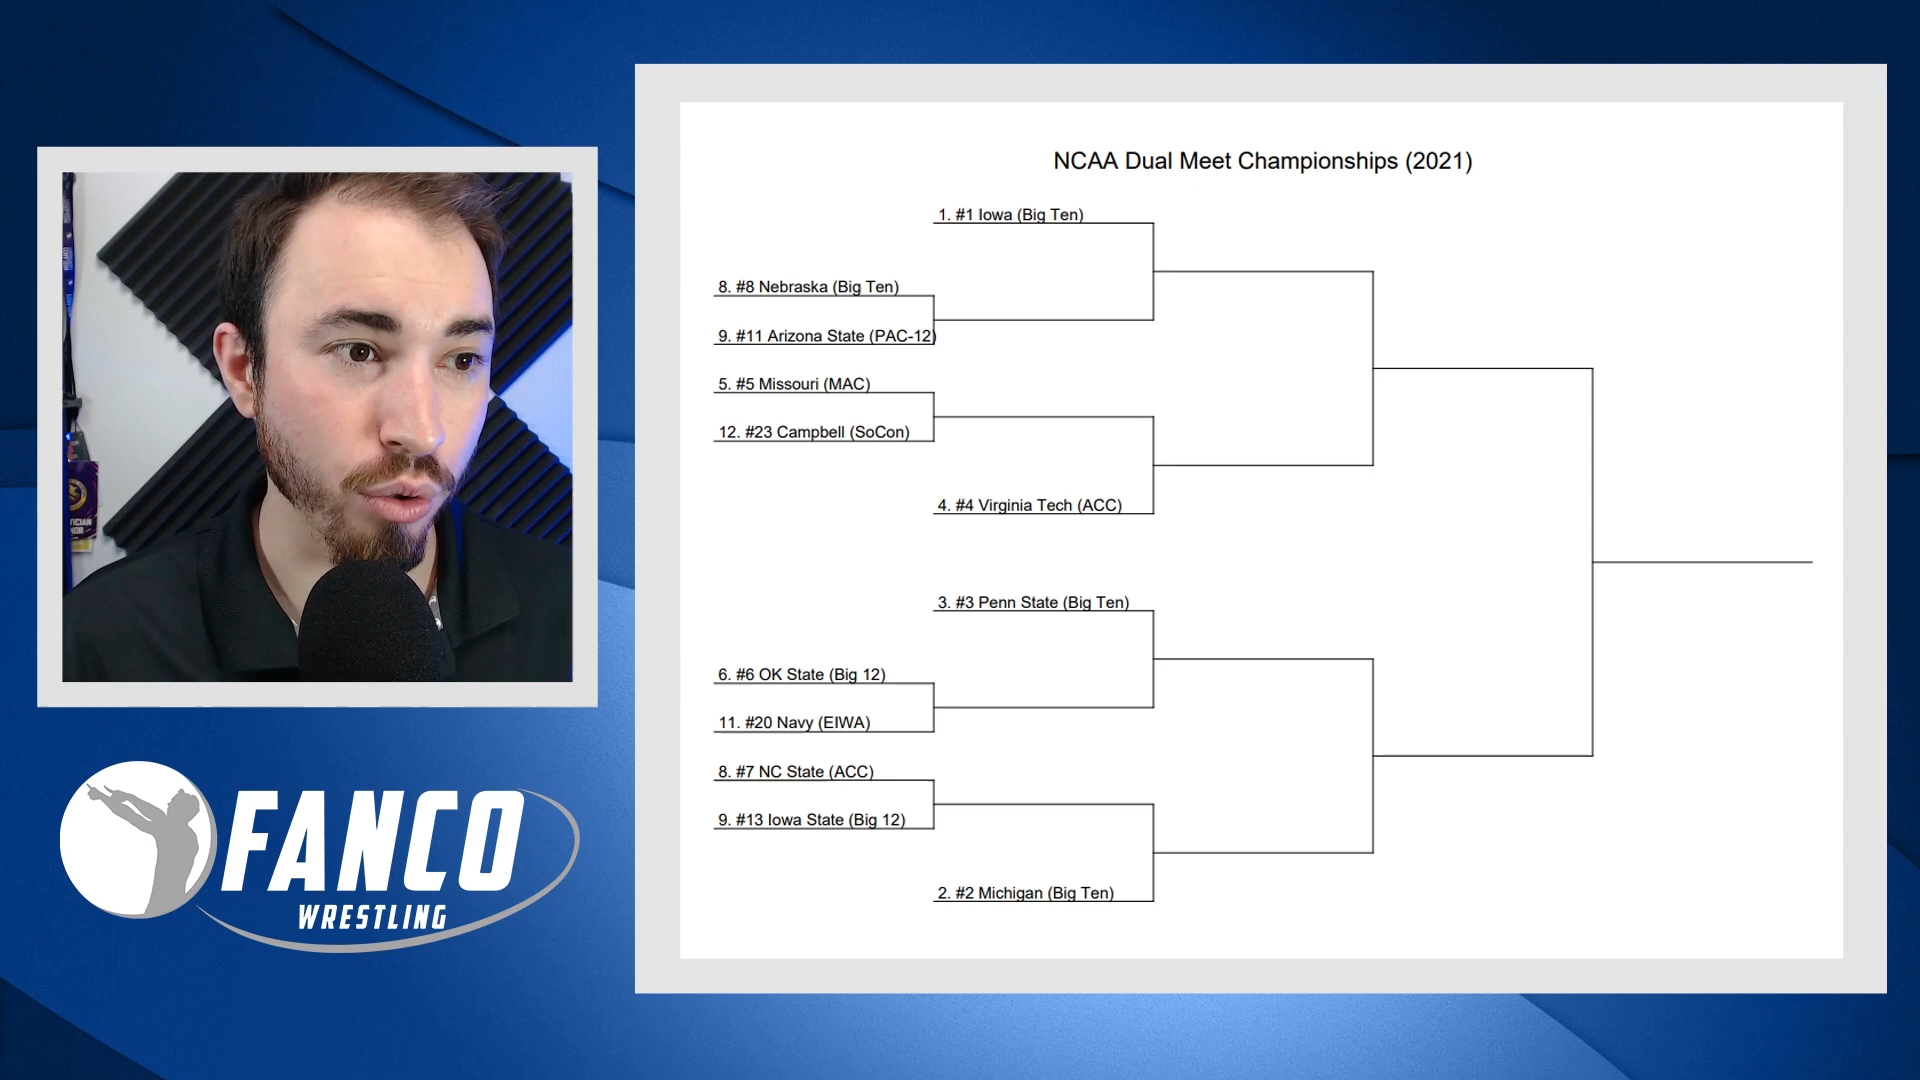 NCAA Dual Meet Championships (2021)
1. #1 Iowa (Big Ten)
8. #8 Nebraska (Big Ten)
9. #11 Arizona State (PAC-12)
5. #5 Missouri (MAC)
12. #23 Campbell (SoCon)
4. #4 Virginia Tech (ACC)
3. #3 Penn State (Big Ten)
6. #6 OK State (Big 12)
11. #20 Navy (EIWA)
8. #7 NC State (ACC)
9. #13 Iowa State (Big 12)
2. #2 Michigan (Big Ten)
FANCO
WRESTLING